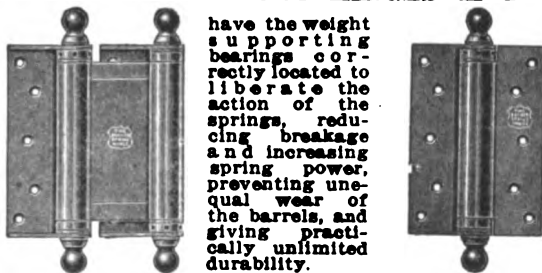 have the weight
supporting
bearings cor-
rectly located to
liberate the
action of the
springs, redu-
cing breakage
and increasing
spring power,
preventing une-
qual wear of
the barrels, and
giving practi-
cally unlimited
durability.